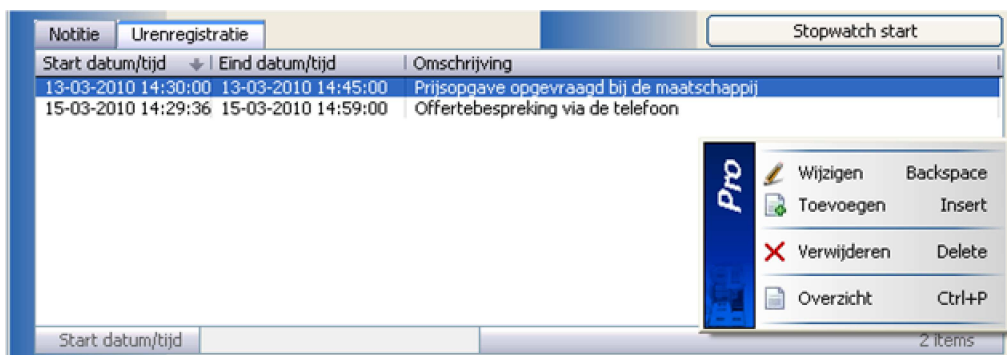 Notitie Urenregistratie Stopwatch start
Start datum/tijd Eind datum/tijd Omschrijving
13-03-2010 14:30:00 13-03-2010 14:45:00 Prijsopgave opgevraagd bij de maatschappij
15-03-2010 14:29:36 15-03-2010 14:59:00 Offertebespreking via de telefoon
Pro
Wijzigen Backspace
Toevoegen Insert
Verwijderen Delete
Overzicht Ctrl+P
Start datum/tijd 2 items